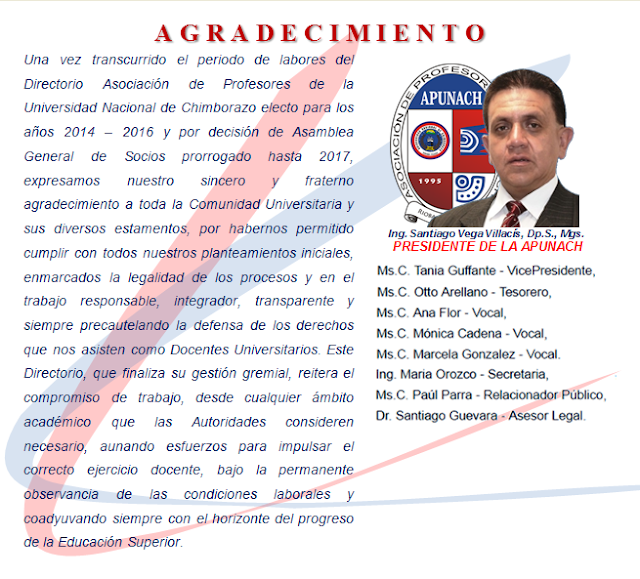 AGRADECIMIENTO
Una vez transcurrido el periodo de labores del
Directorio Asociación de Profesores de la
Universidad Nacional de Chimborazo electo para los
años 2014 – 2016 y por decisión de Asamblea
General de Socios prorrogado hasta 2017,
expresamos nuestro sincero y fraterno
agradecimiento a toda la Comunidad Universitaria y
sus diversos estamentos, por habernos permitido
cumplir con todos nuestros planteamientos iniciales,
enmarcados la legalidad de los procesos y en el
trabajo responsable, integrador, transparente y
siempre precautelando la defensa de los derechos
que nos asisten como Docentes Universitarios. Este
Directorio, que finaliza su gestión gremial, reitera el
compromiso de trabajo, desde cualquier ámbito
académico que las Autoridades consideren
necesario, aunando esfuerzos para impulsar el
correcto ejercicio docente, bajo la permanente
observancia de las condiciones laborales y
coadyuvando siempre con el horizonte del progreso
de la Educación Superior.
ASOCIACIÓN DE PROFESOR
APUNACH
1995
Ing. Santiago Vega Villacís, Dp.S., Mgs.
PRESIDENTE DE LA APUNACH
Ms.C. Tania Guffante - VicePresidente,
Ms.C. Otto Arellano - Tesorero,
Ms.C. Ana Flor - Vocal,
Ms.C. Mónica Cadena - Vocal,
Ms.C. Marcela Gonzalez - Vocal.
Ing. Maria Orozco - Secretaria,
Ms.C. Paúl Parra - Relacionador Público,
Dr. Santiago Guevara - Asesor Legal.